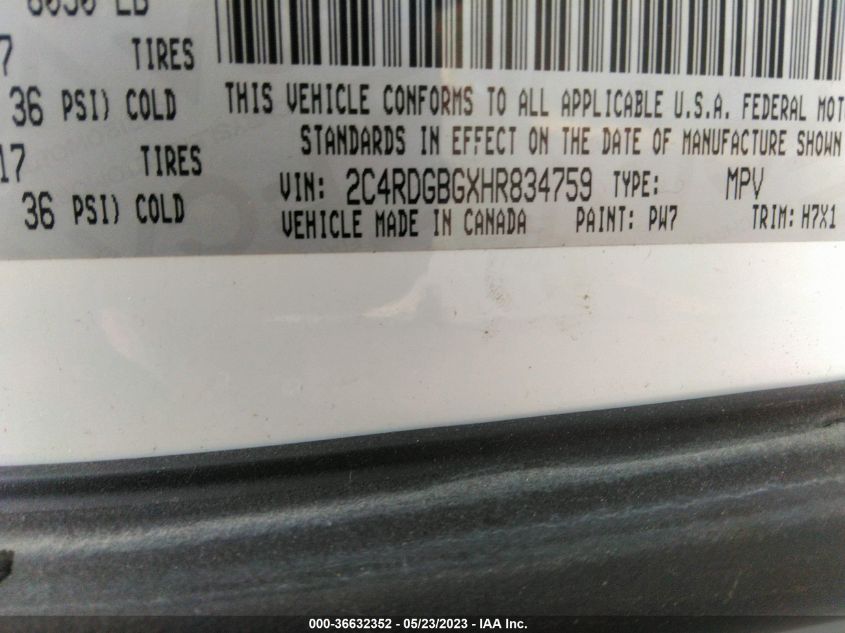 6050 LB
7 TIRES
36 PSI) COLD
17 TIRES
36 PSI) COLD
THIS VEHICLE CONFORMS TO ALL APPLICABLE U.S.A. FEDERAL MOT
STANDARDS IN EFFECT ON THE DATE OF MANUFACTURE SHOWN
VIN: 2C4RDGBGXHR834759 TYPE: MPV
VEHICLE MADE IN CANADA PAINT: PW7 TRIM: H7X1
000-36632352 — 05/23/2023 — IAA Inc.